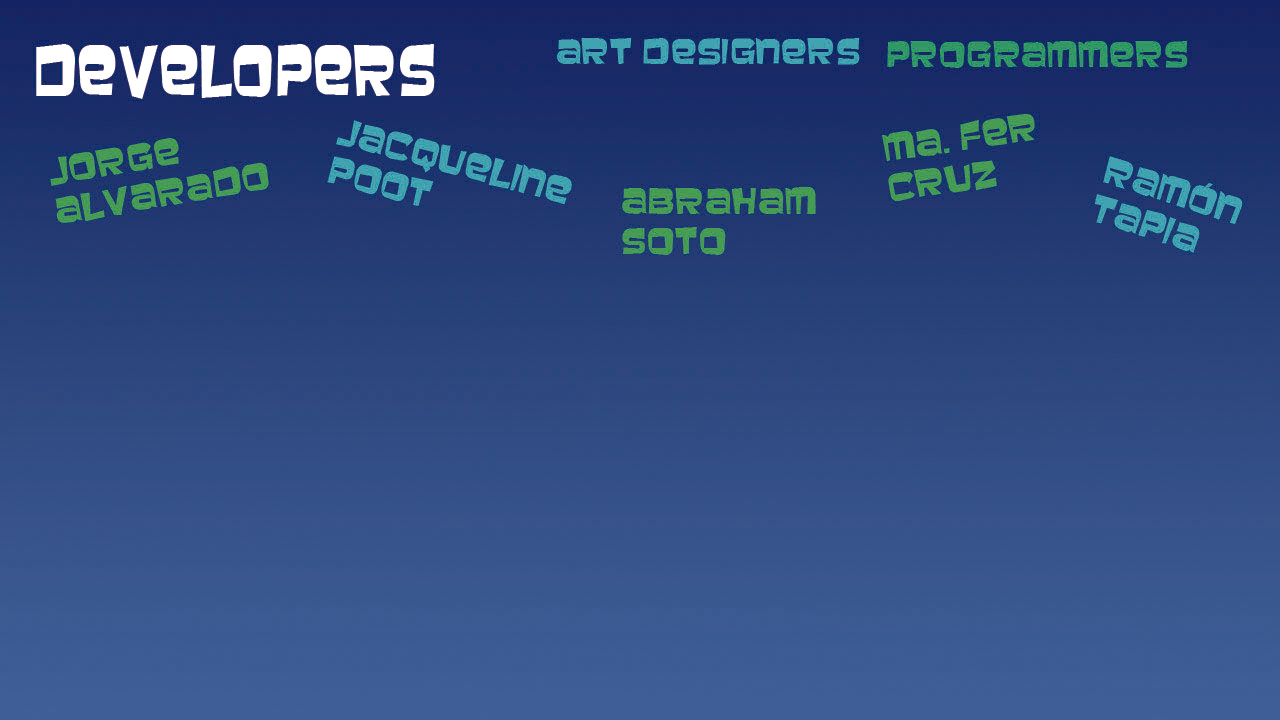 DEVELOPERS
ART DESIGNERS
PROGRAMMERS
JORGE
ALVARADO
JACQUELINE
POOT
ABRAHAM
SOTO
MA. FER
CRUZ
RAMÓN
TAPIA